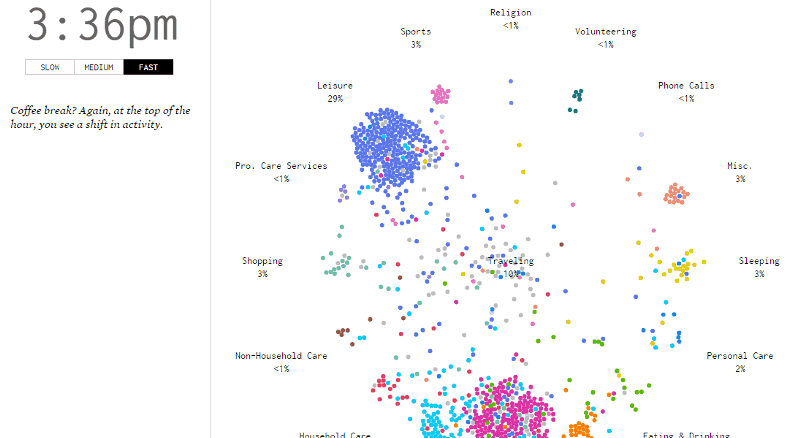 3:36pm
SLOW MEDIUM FAST
Coffee break? Again, at the top of the
hour, you see a shift in activity.
Religion
<1%
Sports
3%
Volunteering
<1%
Leisure
29%
Phone Calls
<1%
Pro. Care Services
<1%
Misc.
3%
Shopping
3%
Traveling
10%
Sleeping
3%
Non-Household Care
<1%
Personal Care
2%
Household Care
Eating & Drinking